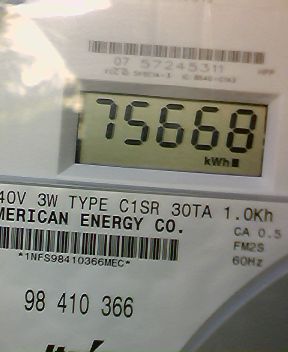 07 57245311
75668
kWh
40V 3W TYPE C1SR 30TA 1.0Kh
MERICAN ENERGY CO.
CA 0.5
FM2S
60Hz
*1NFS98410366MEC*
98 410 366